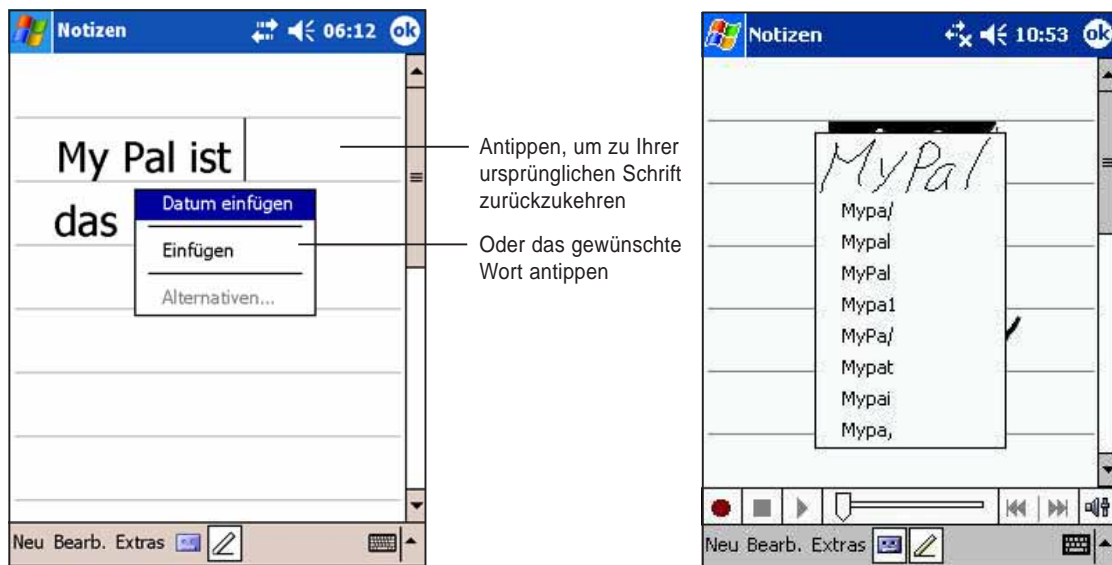 Notizen 06:12 ok
My Pal ist
das
Datum einfügen
Einfügen
Alternativen...
Neu Bearb. Extras
Antippen, um zu Ihrer
ursprünglichen Schrift
zurückzukehren
Oder das gewünschte
Wort antippen
Notizen 10:53 ok
MyPal
Mypa/
Mypal
MyPal
Mypa1
MyPa/
Mypat
Mypai
Mypa,
Neu Bearb. Extras